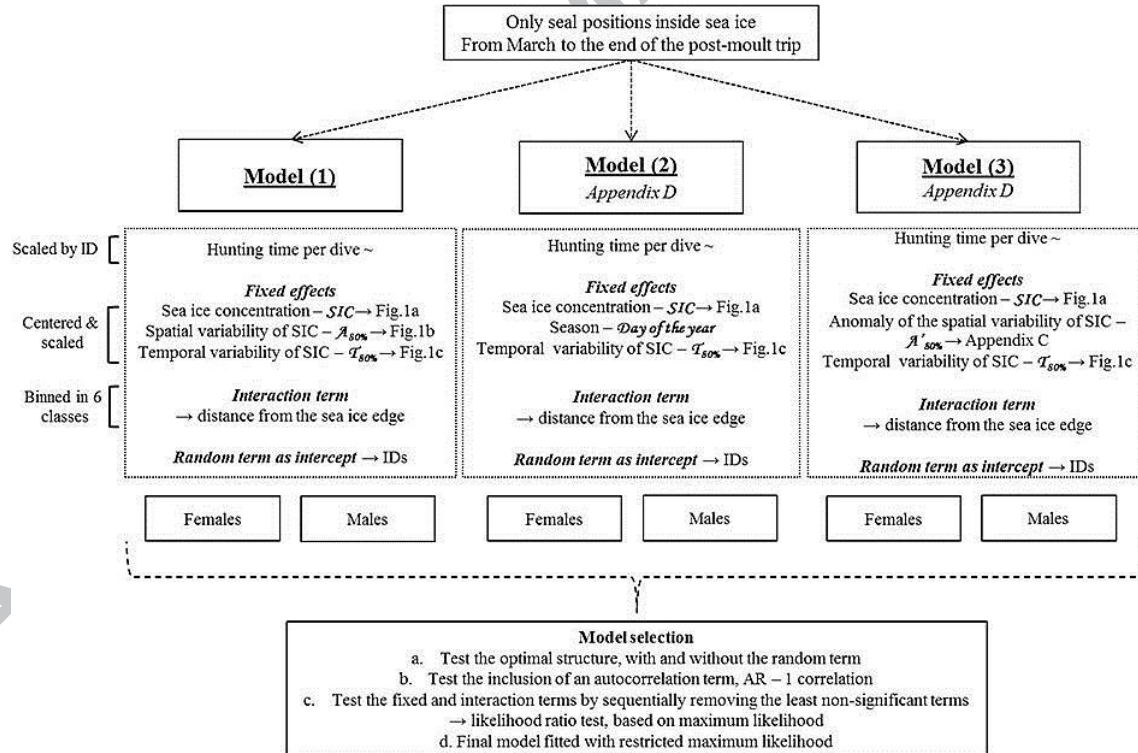 Only seal positions inside sea ice
From March to the end of the post-moult trip
Model (1)
Model (2)
Appendix D
Model (3)
Appendix D
Scaled by ID
Centered &
scaled
Binned in 6
classes
Hunting time per dive ~
Fixed effects
Sea ice concentration – SIC → Fig.1a
Spatial variability of SIC – A80% → Fig.1b
Temporal variability of SIC – T80% → Fig.1c
Interaction term
→ distance from the sea ice edge
Random term as intercept → IDs
Hunting time per dive ~
Fixed effects
Sea ice concentration – SIC → Fig.1a
Season – Day of the year
Temporal variability of SIC – T80% → Fig.1c
Interaction term
→ distance from the sea ice edge
Random term as intercept → IDs
Hunting time per dive ~
Fixed effects
Sea ice concentration – SIC → Fig.1a
Anomaly of the spatial variability of SIC –
A'80% → Appendix C
Temporal variability of SIC – T80% → Fig.1c
Interaction term
→ distance from the sea ice edge
Random term as intercept → IDs
Females
Males
Females
Males
Females
Males
Model selection
a. Test the optimal structure, with and without the random term
b. Test the inclusion of an autocorrelation term, AR – 1 correlation
c. Test the fixed and interaction terms by sequentially removing the least non-significant terms
→ likelihood ratio test, based on maximum likelihood
d. Final model fitted with restricted maximum likelihood